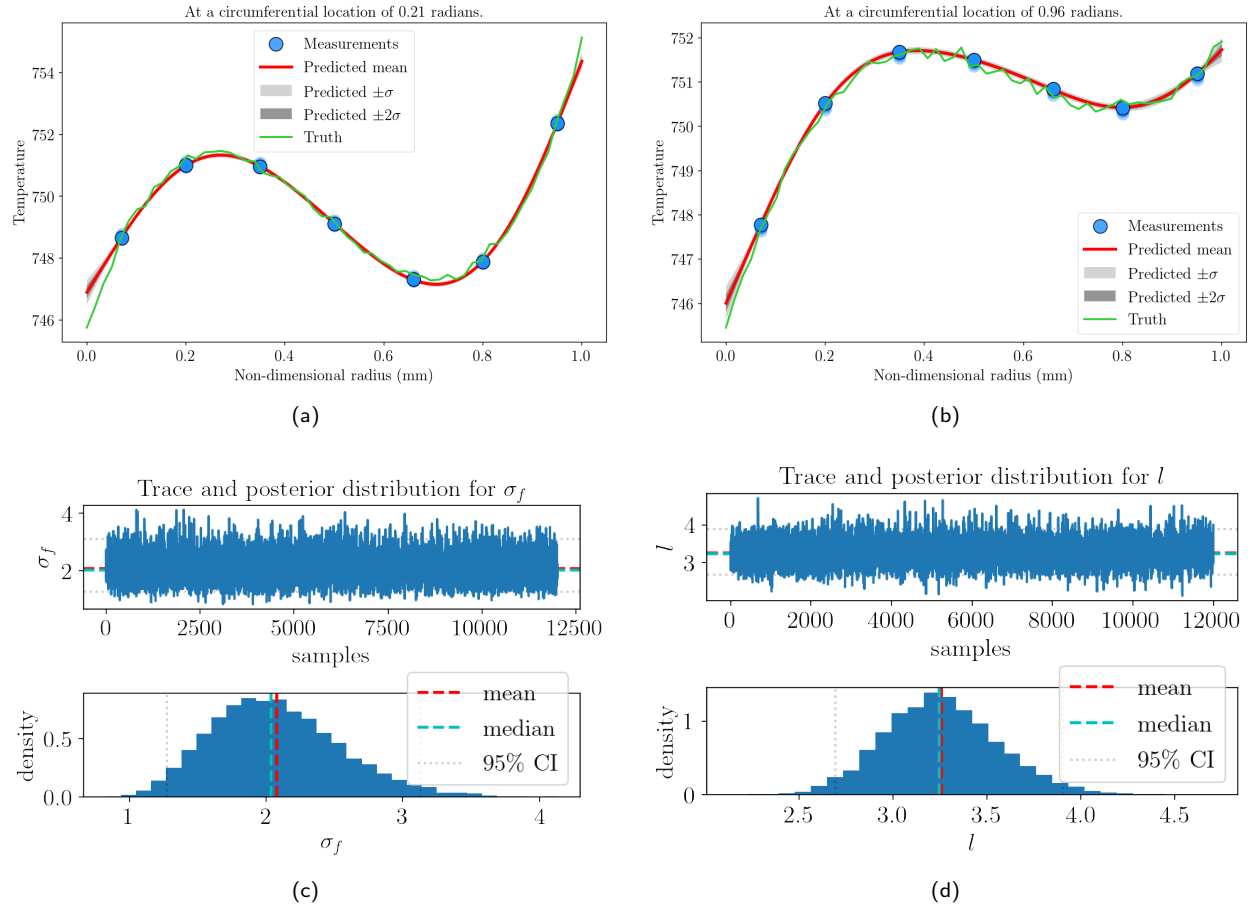 At a circumferential location of 0.21 radians.
Temperature
754
752
750
748
746
Measurements
Predicted mean
Predicted ±σ
Predicted ±2σ
Truth
0.0 0.2 0.4 0.6 0.8 1.0
Non-dimensional radius (mm)
(a)
At a circumferential location of 0.96 radians.
Temperature
752
751
750
749
748
747
746
Measurements
Predicted mean
Predicted ±σ
Predicted ±2σ
Truth
0.0 0.2 0.4 0.6 0.8 1.0
Non-dimensional radius (mm)
(b)
Trace and posterior distribution for σ_f
σ_f
4
2
0 2500 5000 7500 10000 12500
samples
density
0.5
0.0
mean
median
95% CI
1 2 3 4
σ_f
(c)
Trace and posterior distribution for l
l
4
3
0 2000 4000 6000 8000 10000 12000
samples
density
1
0
mean
median
95% CI
2.5 3.0 3.5 4.0 4.5
l
(d)